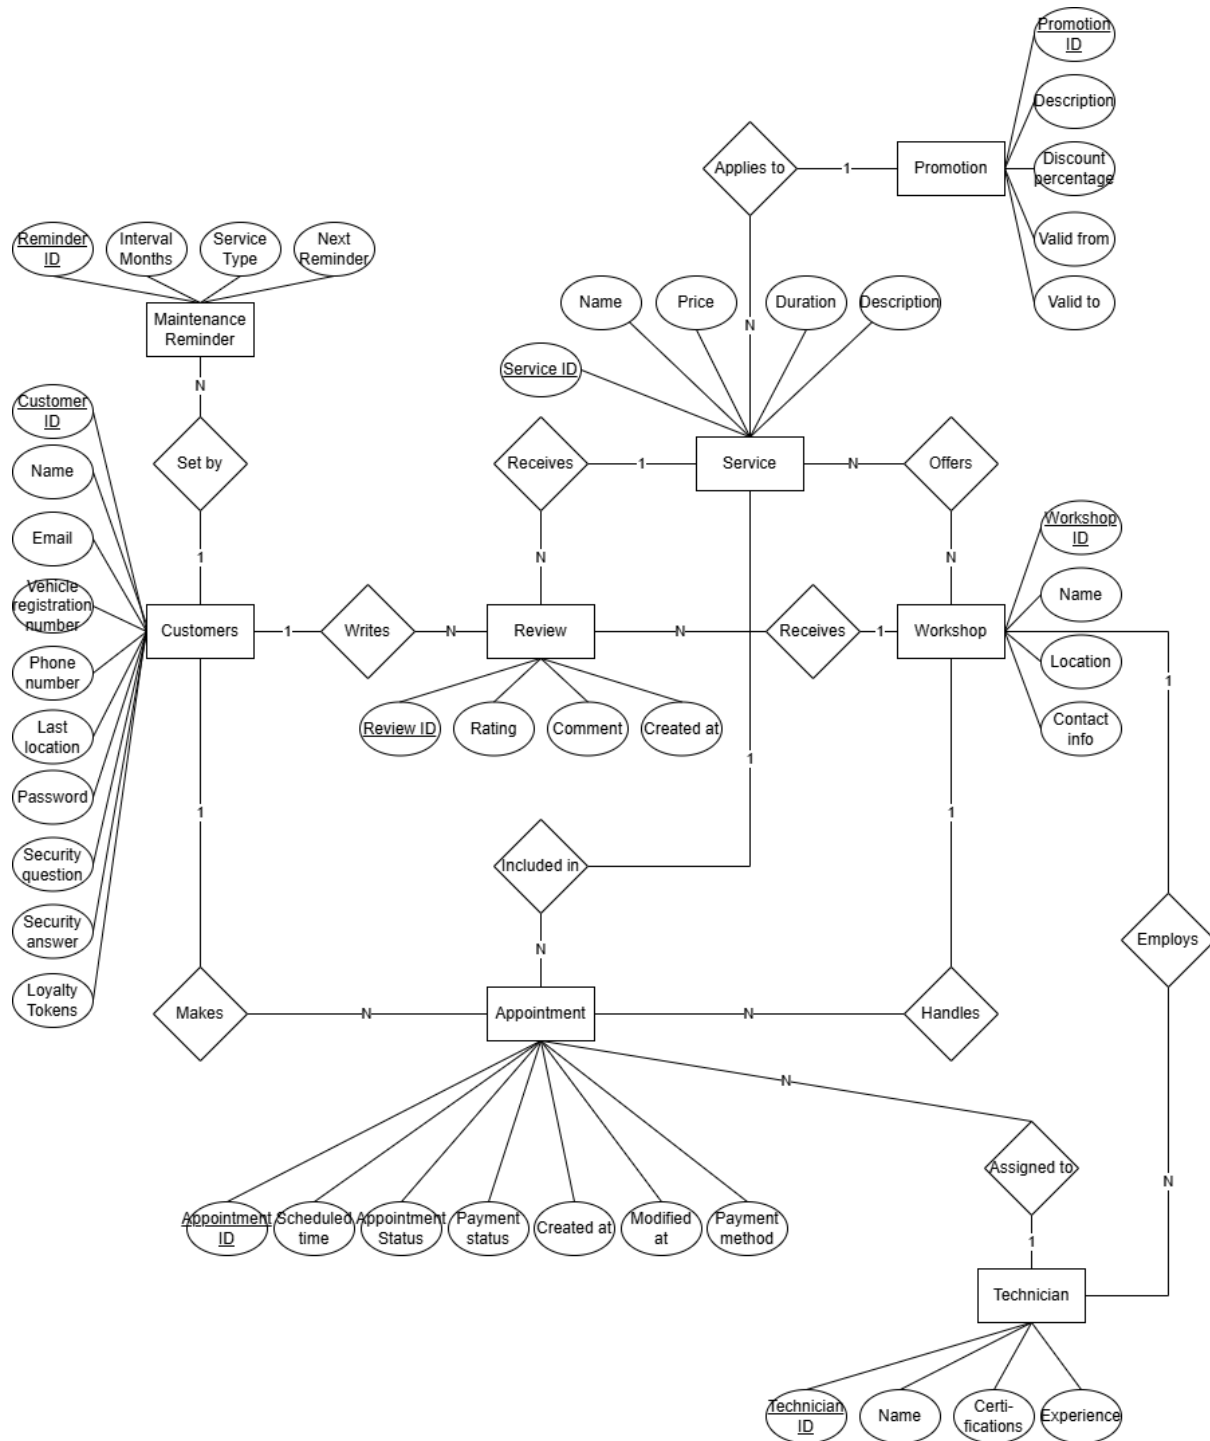 Promotion
ID
Description
Applies to
1
Promotion
Discount
percentage
Valid from
Valid to
Reminder
ID
Interval
Months
Service
Type
Next
Reminder
Maintenance
Reminder
N
Name
Price
Duration
Description
N
Service ID
Customer
ID
Set by
Name
Email
Vehicle
registration
number
Phone
number
Last
location
Password
Security
question
Security
answer
Loyalty
Tokens
1
Customers
1
Writes
N
Review
N
Receives
1
Workshop
Receives
1
Service
N
Offers
N
N
Workshop
ID
Name
Location
Contact
info
Review ID
Rating
Comment
Created at
1
1
1
1
Included in
N
Employs
Makes
N
Appointment
N
Handles
N
Assigned to
N
1
Appointment
ID
Scheduled
time
Appointment
Status
Payment
status
Created at
Modified
at
Payment
method
Technician
Technician
ID
Name
Certi-
fications
Experience